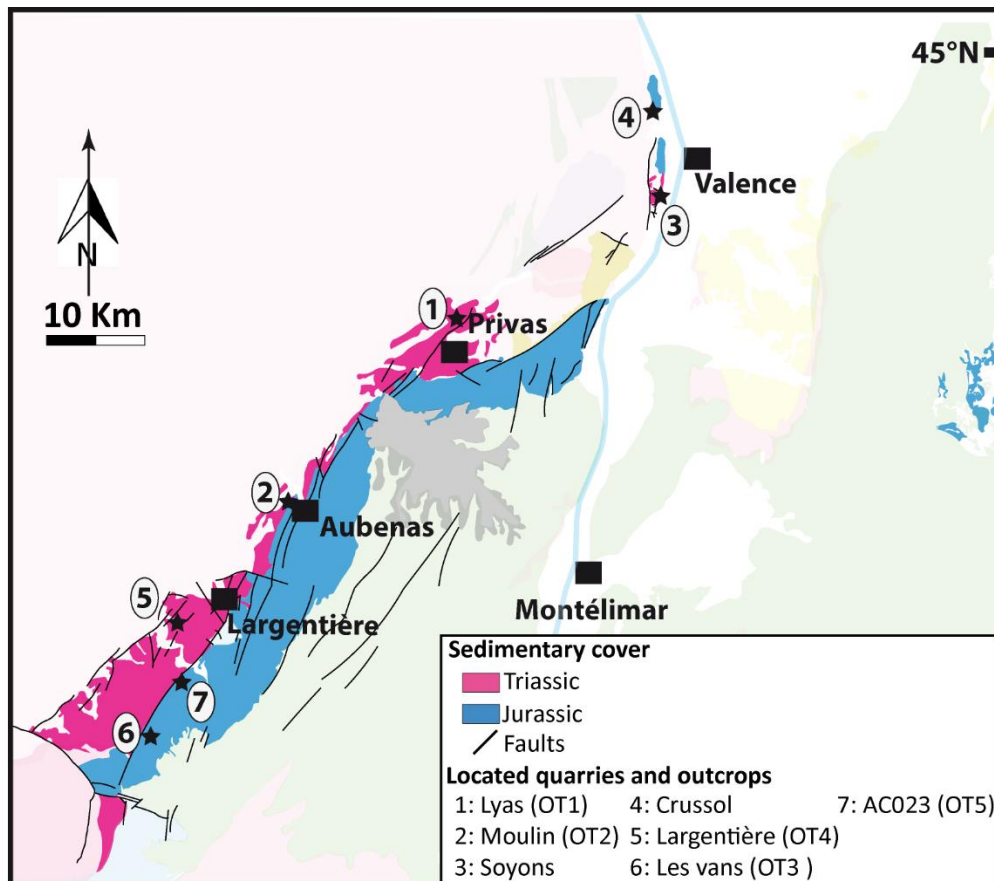 45°N
4
Valence
3
N
10 Km
1
Privas
2
Aubenas
5
Largentière
Montélimar
7
6
Sedimentary cover
Triassic
Jurassic
Faults
Located quarries and outcrops
1: Lyas (OT1) 4: Crussol 7: AC023 (OT5)
2: Moulin (OT2) 5: Largentière (OT4)
3: Soyons 6: Les vans (OT3 )